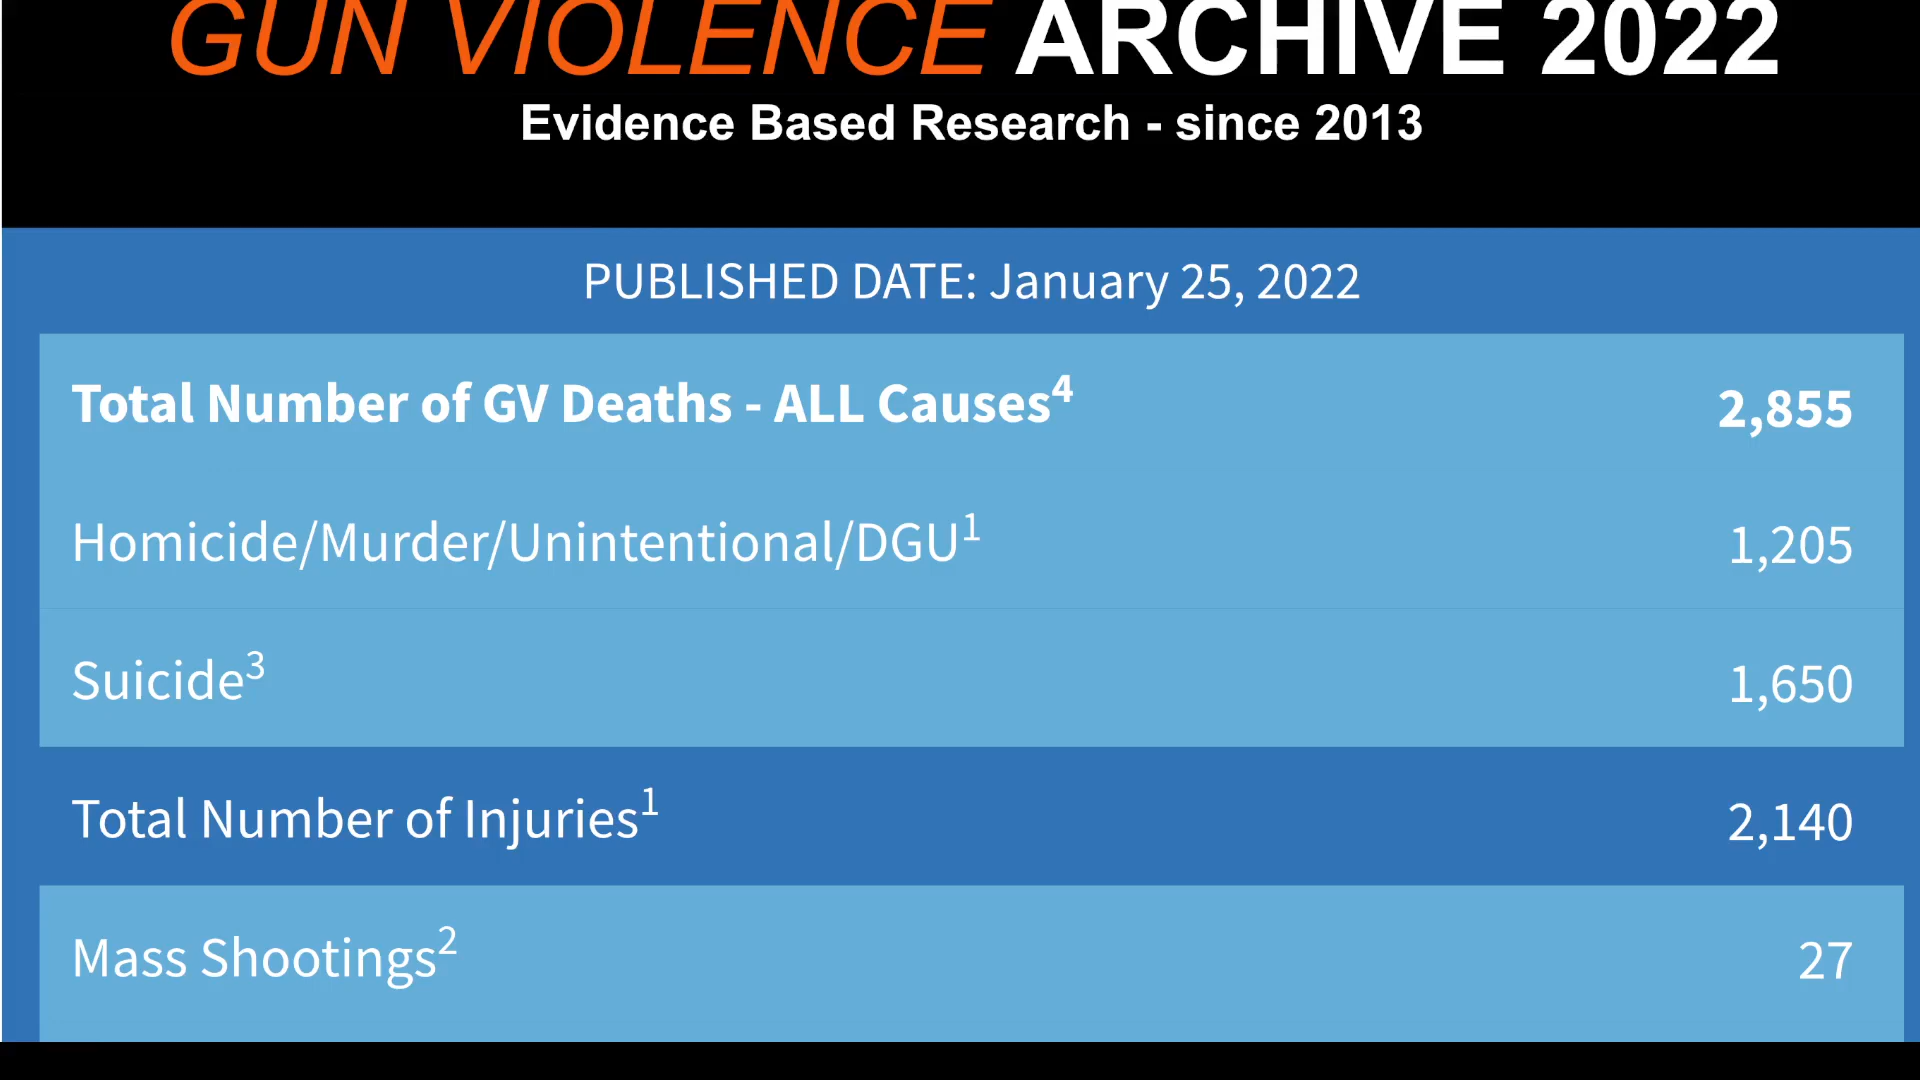 GUN VIOLENCE ARCHIVE 2022
Evidence Based Research - since 2013
PUBLISHED DATE: January 25, 2022
Total Number of GV Deaths - ALL Causes⁴ 2,855
Homicide/Murder/Unintentional/DGU¹ 1,205
Suicide³ 1,650
Total Number of Injuries¹ 2,140
Mass Shootings² 27